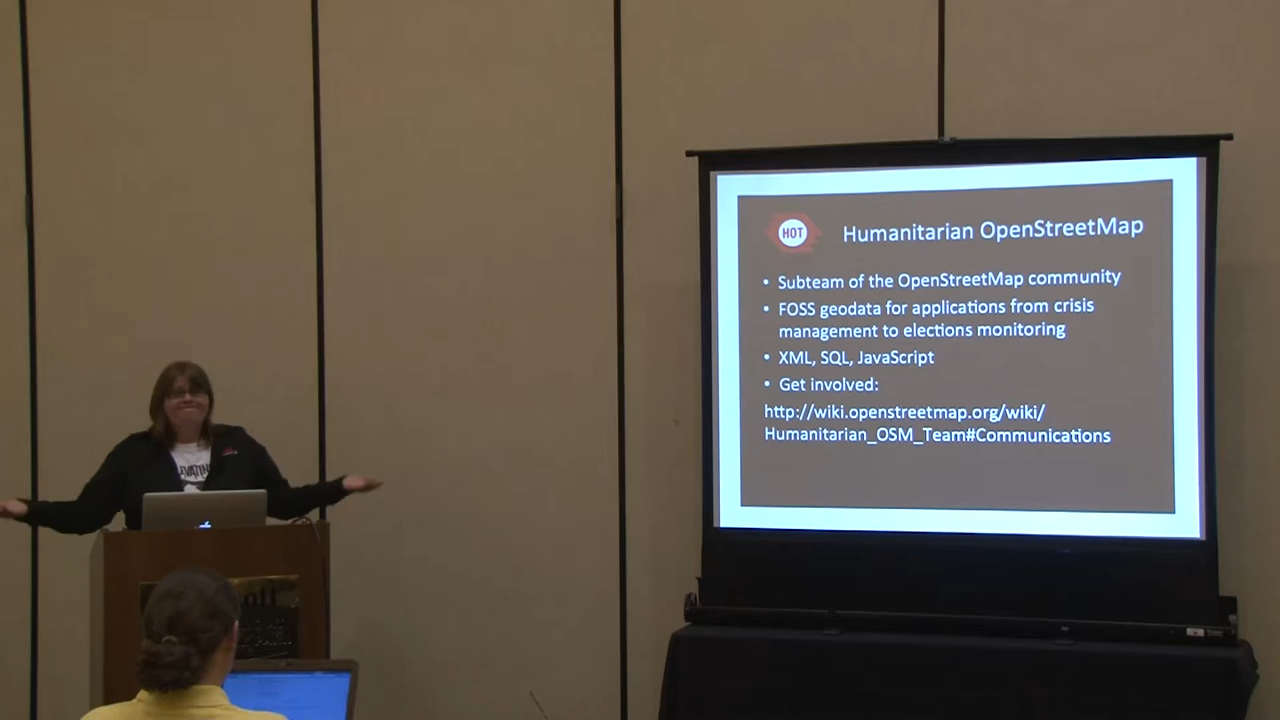 HOT
Humanitarian OpenStreetMap
• Subteam of the OpenStreetMap community
• FOSS geodata for applications from crisis
management to elections monitoring
• XML, SQL, JavaScript
• Get involved:
http://wiki.openstreetmap.org/wiki/
Humanitarian_OSM_Team#Communications